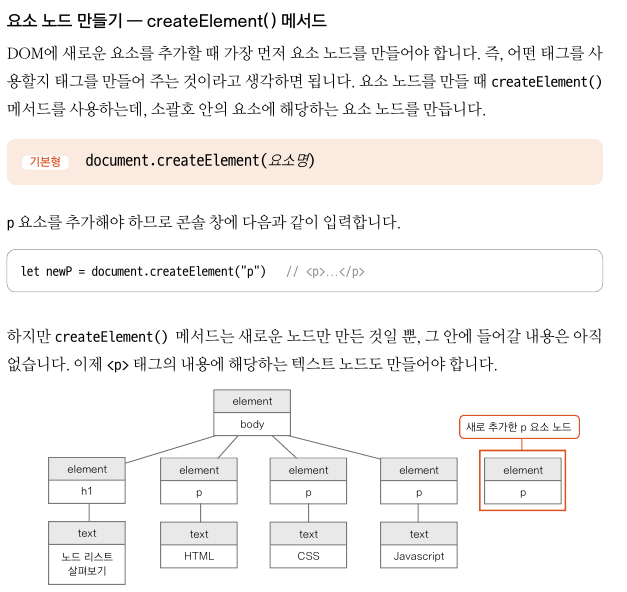 요소 노드 만들기 — createElement( ) 메서드
DOM에 새로운 요소를 추가할 때 가장 먼저 요소 노드를 만들어야 합니다. 즉, 어떤 태그를 사
용할지 태그를 만들어 주는 것이라고 생각하면 됩니다. 요소 노드를 만들 때 createElement()
메서드를 사용하는데, 소괄호 안의 요소에 해당하는 요소 노드를 만듭니다.
기본형 document.createElement(요소명)
p 요소를 추가해야 하므로 콘솔 창에 다음과 같이 입력합니다.
let newP = document.createElement("p") // <p>...</p>
하지만 createElement() 메서드는 새로운 노드만 만든 것일 뿐, 그 안에 들어갈 내용은 아직
없습니다. 이제 <p> 태그의 내용에 해당하는 텍스트 노드도 만들어야 합니다.
element
body
새로 추가한 p 요소 노드
element element element element element
h1 p p p p
text text text text
노드 리스트 HTML CSS Javascript
살펴보기